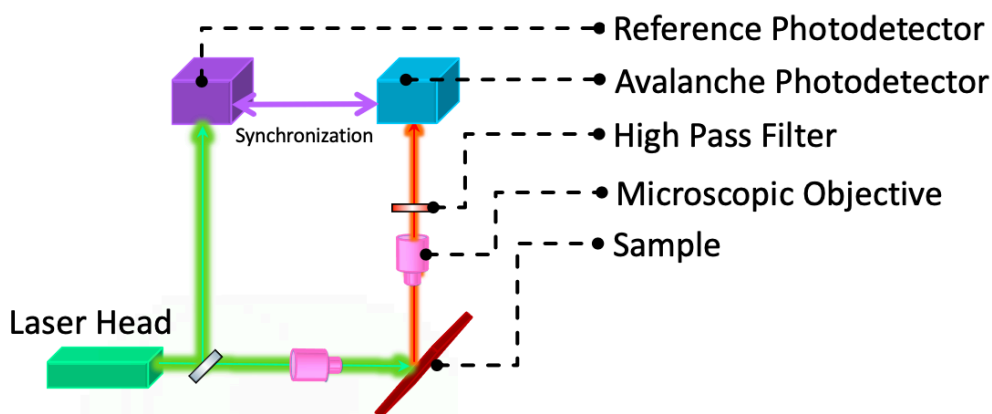 Reference Photodetector
Avalanche Photodetector
Synchronization
High Pass Filter
Microscopic Objective
Sample
Laser Head